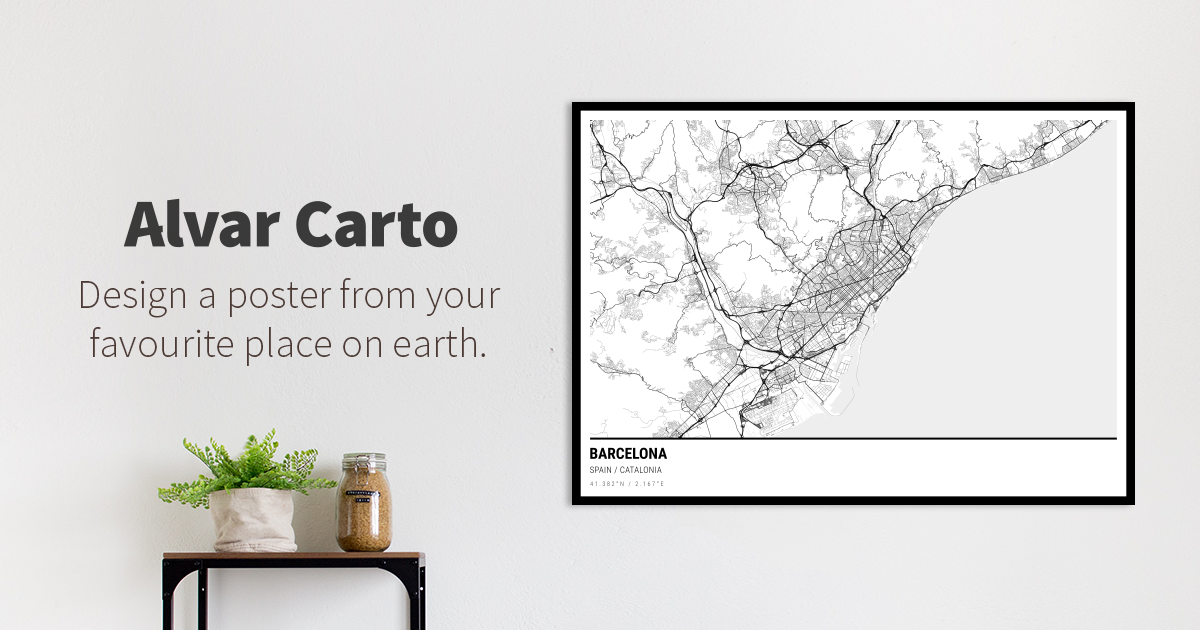 Alvar Carto
Design a poster from your
favourite place on earth.
BARCELONA
SPAIN / CATALONIA
41.382°N / 2.167°E